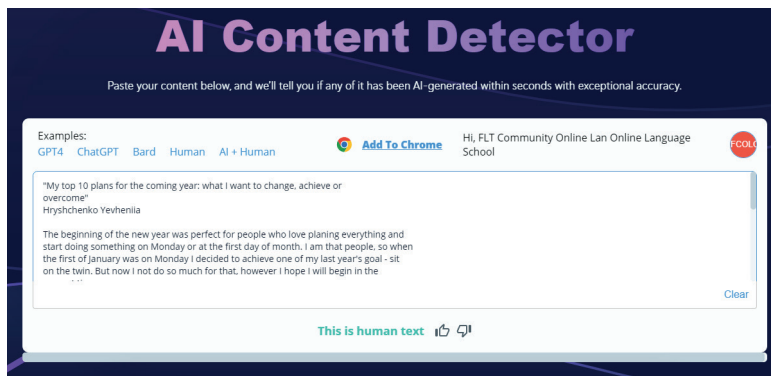 AI Content Detector
Paste your content below, and we'll tell you if any of it has been AI-generated within seconds with exceptional accuracy.
Examples:
GPT4 ChatGPT Bard Human AI + Human
Add To Chrome
Hi, FLT Community Online Lan Online Language
School
FCOLO
"My top 10 plans for the coming year: what I want to change, achieve or
overcome"
Hryshchenko Yevheniia
The beginning of the new year was perfect for people who love planing everything and
start doing something on Monday or at the first day of month. I am that people, so when
the first of January was on Monday I decided to achieve one of my last year's goal - sit
on the twin. But now I not do so much for that, however I hope I will begin in the
Clear
This is human text